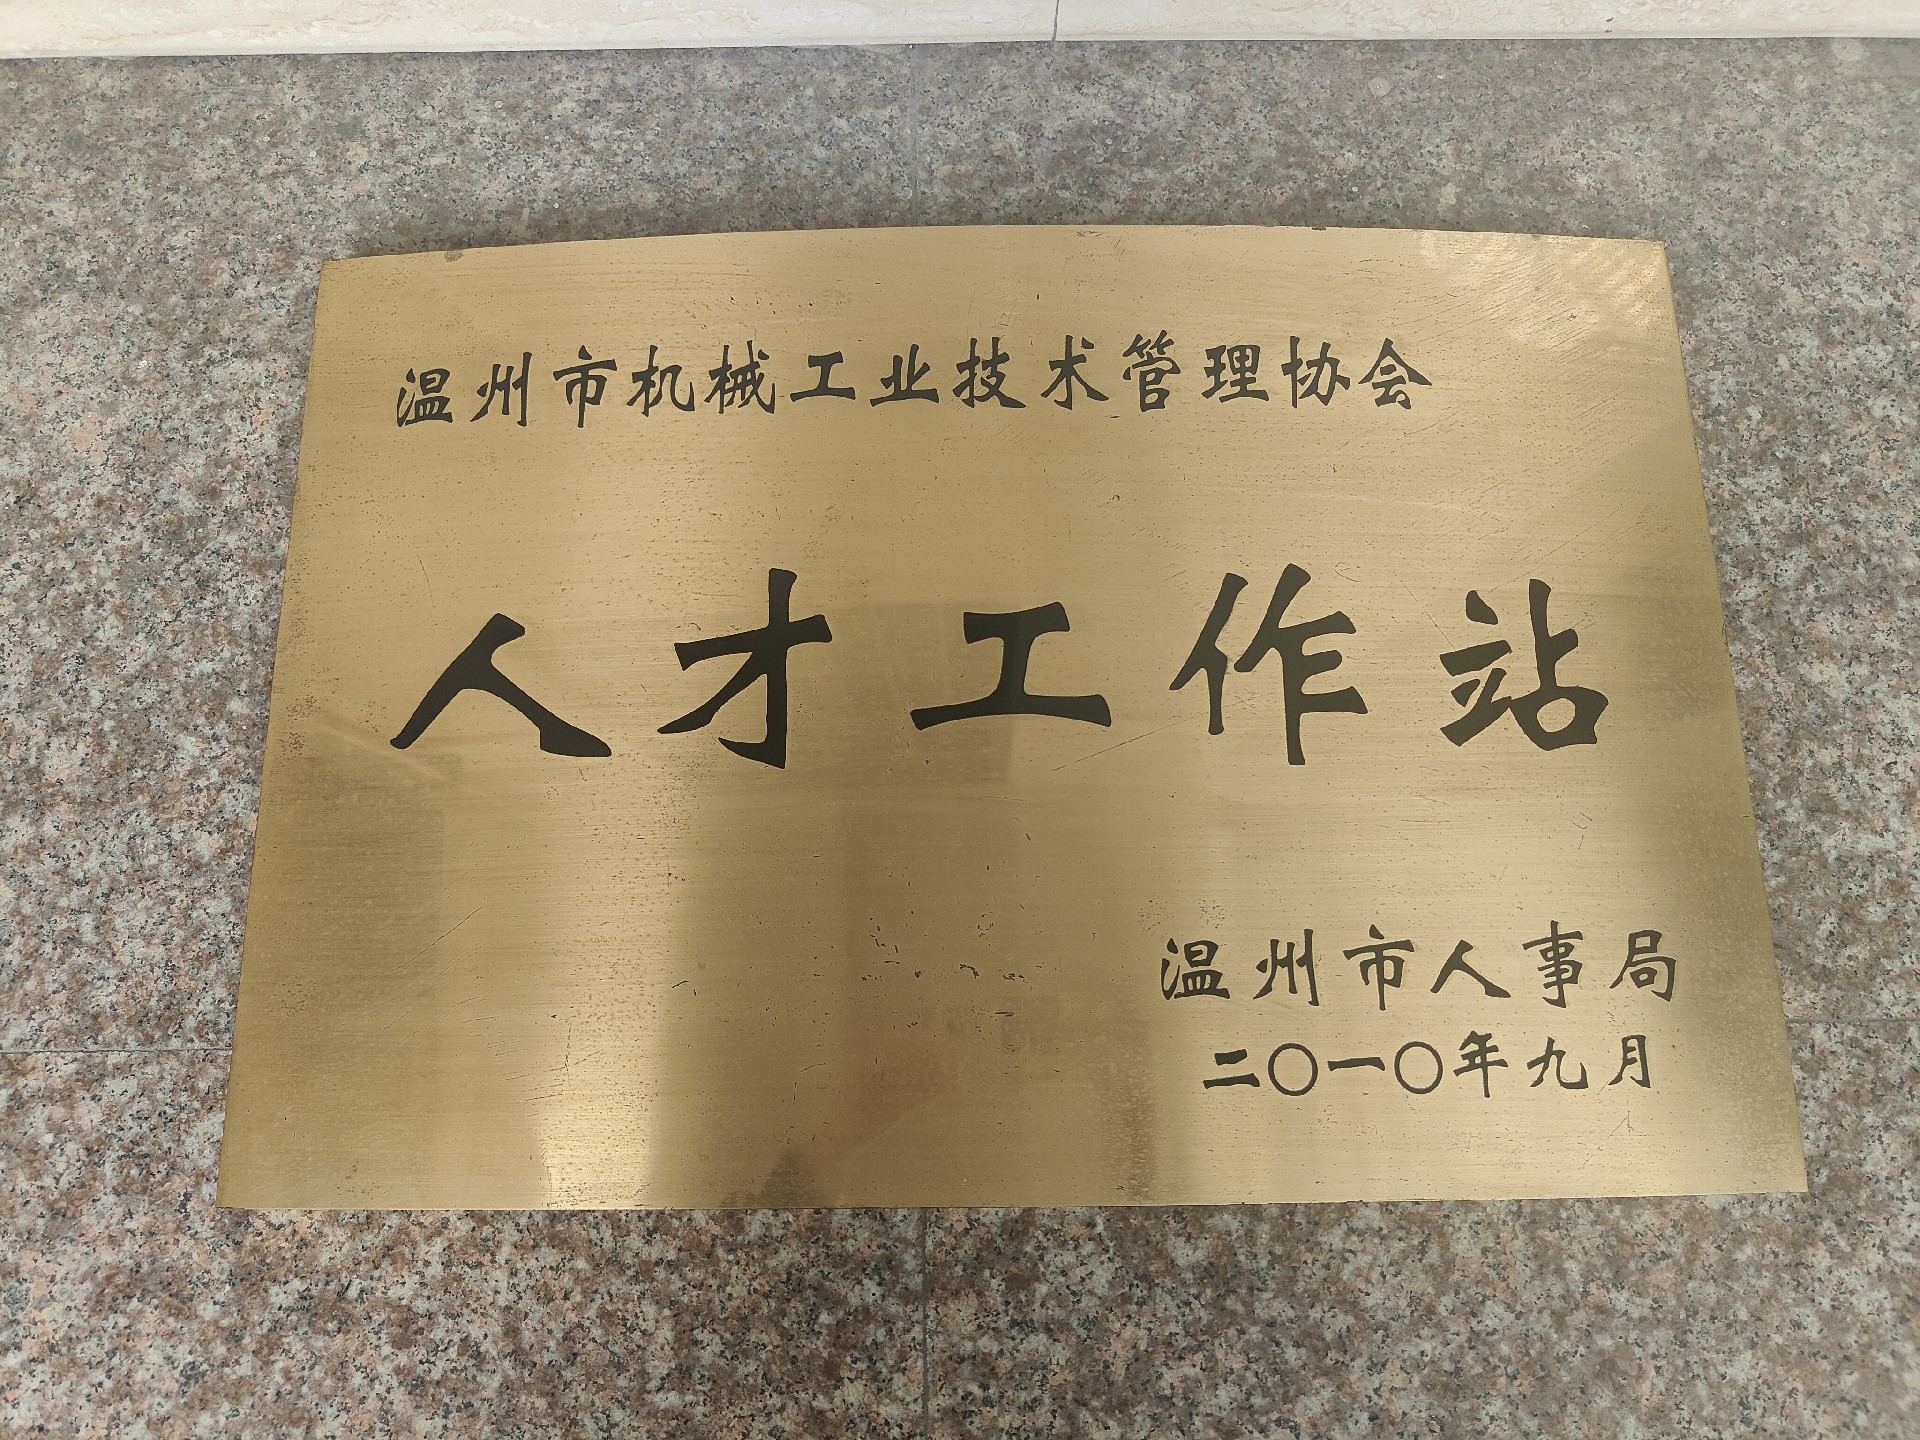 温州市机械工业技术管理协会
人才工作站
温州市人事局
二〇一〇年九月